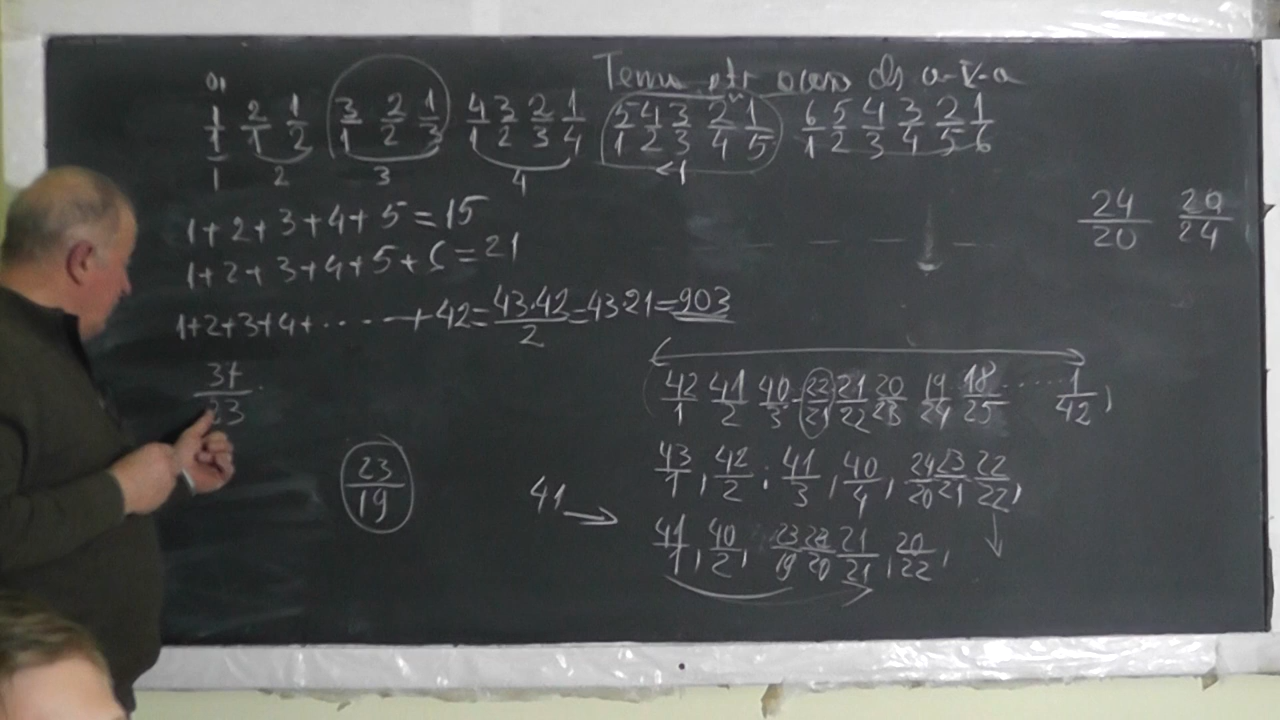 Tema ptr acasă ds a-V-a
1/1 2/1 1/2 3/1 2/2 1/3 4/1 3/2 2/3 1/4 5/1 4/2 3/3 2/4 1/5 6/1 5/2 4/3 3/4 2/5 1/6
1 2 3 4
1+2+3+4+5=15
24/20 20/24
1+2+3+4+5+6=21
1+2+3+4+.....+42=43·42/2=43·21=903
37/23
42/1 41/2 40/3 22/21 21/22 20/23 19/24 18/25 ..... 1/42,
23/19
43/1, 42/2; 41/3, 40/4, 24/20 23/21 22/22,
41 → 41/1, 40/2, 23/19 22/20 21/21, 20/22,